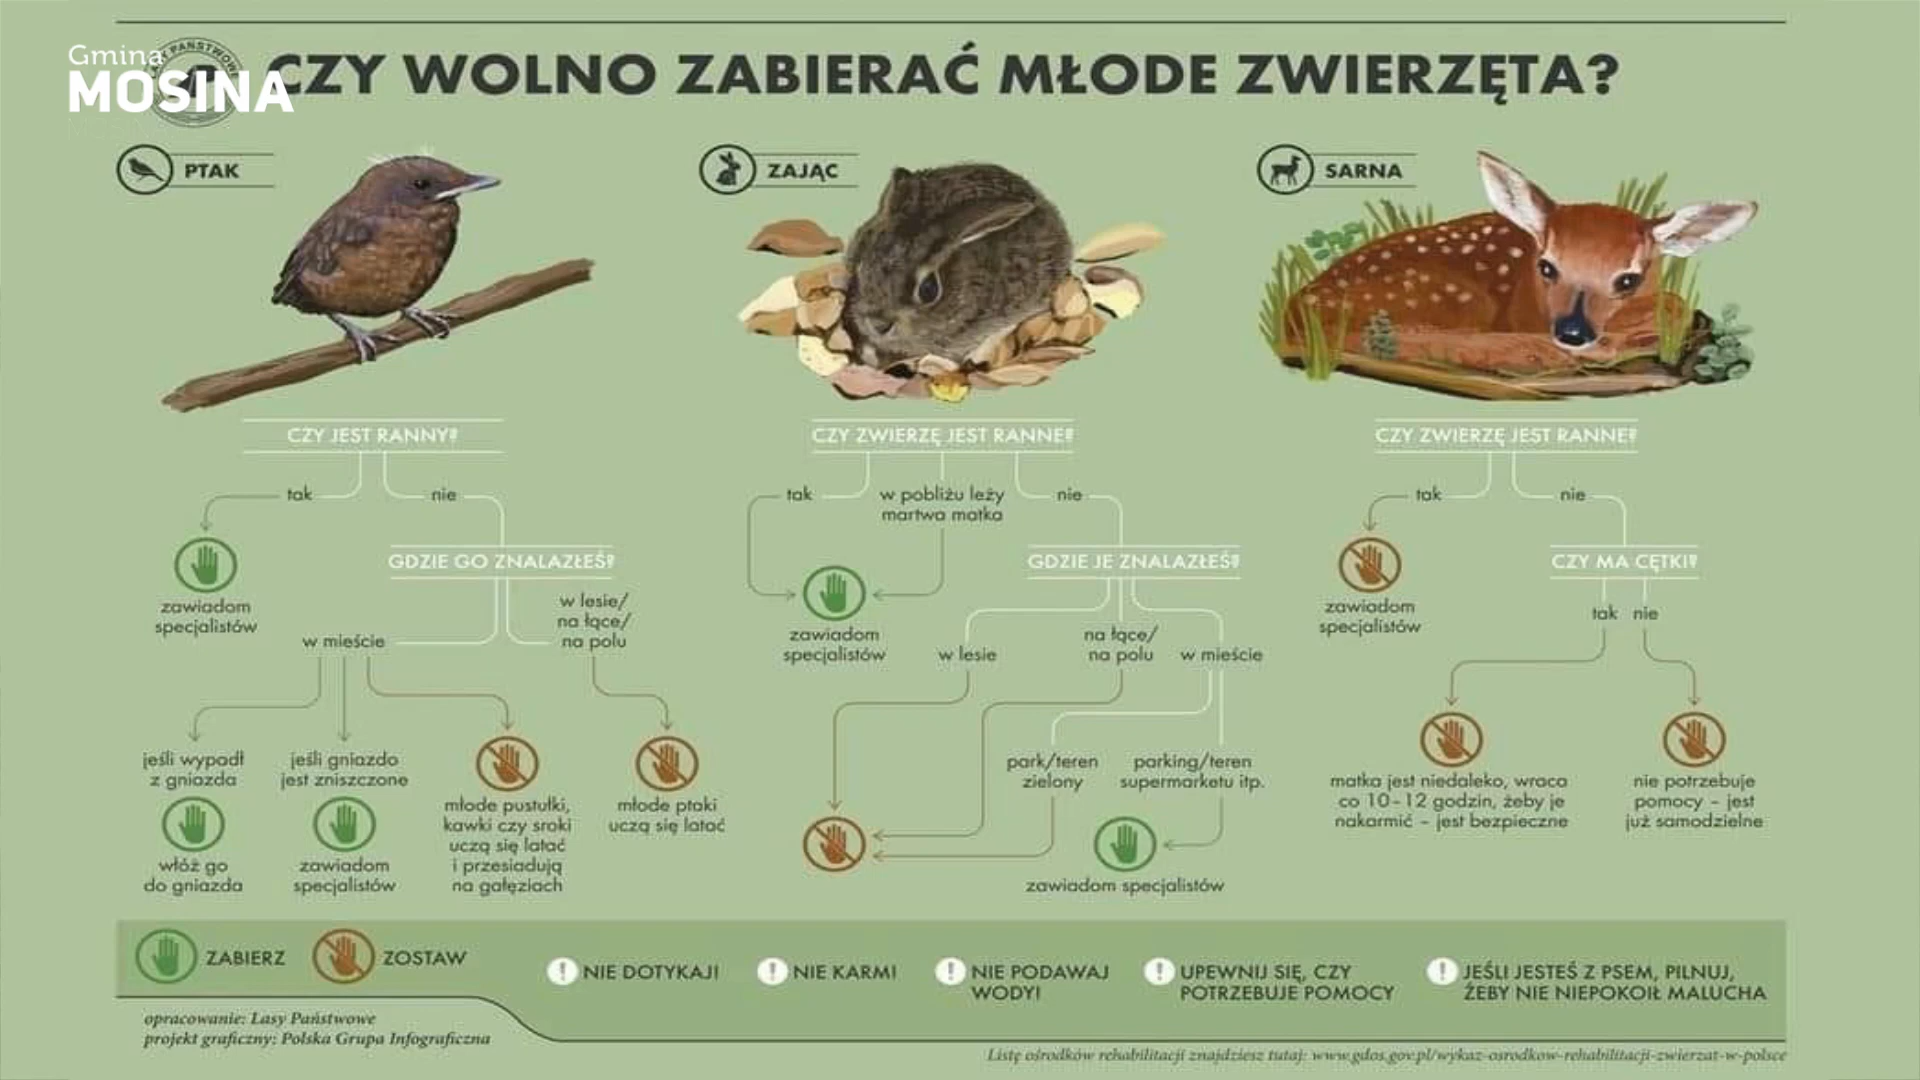 Gmina
MOSINA
LASY PAŃSTWOWE
CZY WOLNO ZABIERAĆ MŁODE ZWIERZĘTA?
PTAK
CZY JEST RANNY?
tak
nie
zawiadom
specjalistów
GDZIE GO ZNALAZŁEŚ?
w mieście
w lesie/
na łące/
na polu
jeśli wypadł
z gniazda
włóż go
do gniazda
jeśli gniazdo
jest zniszczone
zawiadom
specjalistów
młode pustułki,
kawki czy sroki
uczą się latać
i przesiadują
na gałęziach
młode ptaki
uczą się latać
ZAJĄC
CZY ZWIERZĘ JEST RANNE?
tak
w pobliżu leży
martwa matka
nie
zawiadom
specjalistów
GDZIE JE ZNALAZŁEŚ?
w lesie
na łące/
na polu
w mieście
park/teren
zielony
parking/teren
supermarketu itp.
zawiadom specjalistów
SARNA
CZY ZWIERZĘ JEST RANNE?
tak
nie
zawiadom
specjalistów
CZY MA CĘTKI?
tak
nie
matka jest niedaleko, wraca
co 10-12 godzin, żeby je
nakarmić – jest bezpieczne
nie potrzebuje
pomocy – jest
już samodzielne
ZABIERZ
ZOSTAW
! NIE DOTYKAJ!
! NIE KARM!
! NIE PODAWAJ
WODY!
! UPEWNIJ SIĘ, CZY
POTRZEBUJE POMOCY
! JEŚLI JESTEŚ Z PSEM, PILNUJ,
ŻEBY NIE NIEPOKOIŁ MALUCHA
opracowanie: Lasy Państwowe
projekt graficzny: Polska Grupa Infograficzna
Listę ośrodków rehabilitacji znajdziesz tutaj: www.gdos.gov.pl/wykaz-osrodkow-rehabilitacji-zwierzat-w-polsce